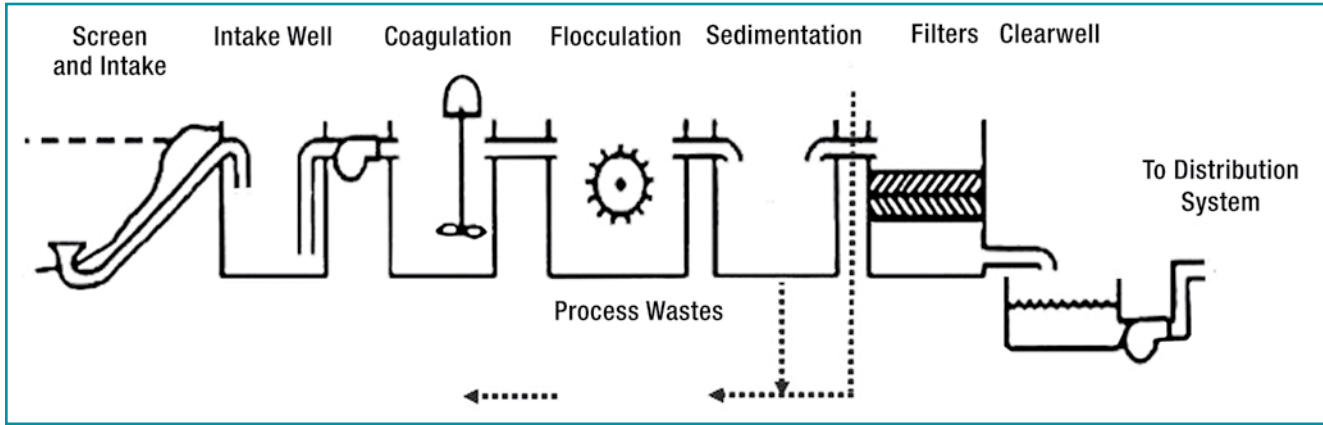 Screen
and Intake
Intake Well
Coagulation
Flocculation
Sedimentation
Filters
Clearwell
To Distribution
System
Process Wastes